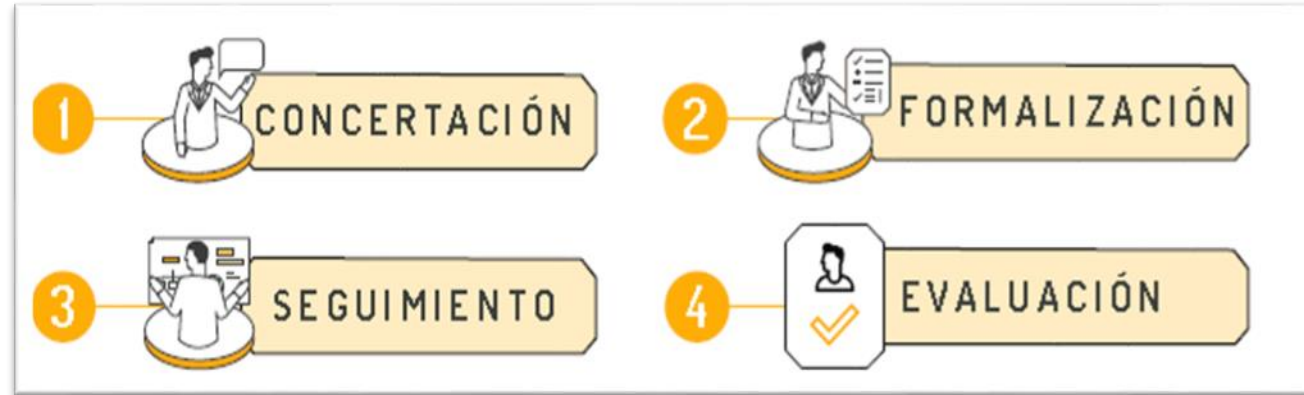 1 CONCERTACIÓN
2 FORMALIZACIÓN
3 SEGUIMIENTO
4 EVALUACIÓN